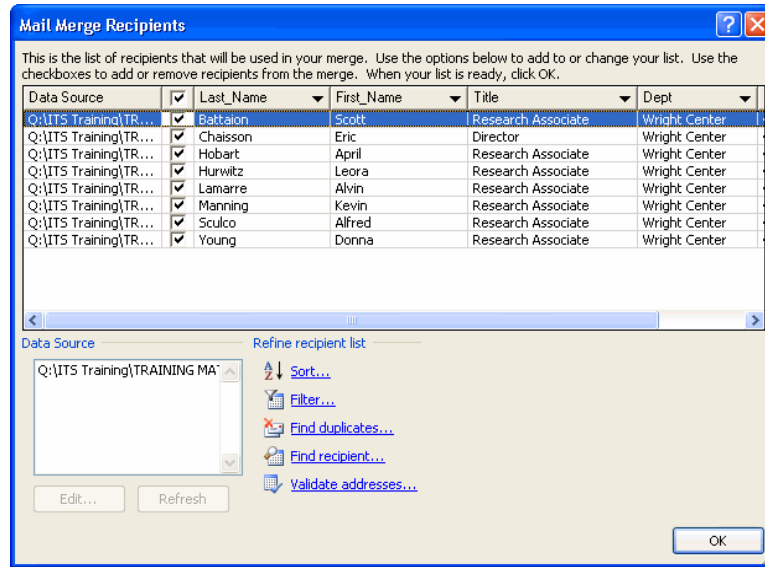 Mail Merge Recipients
This is the list of recipients that will be used in your merge. Use the options below to add to or change your list. Use the
checkboxes to add or remove recipients from the merge. When your list is ready, click OK.
Data Source Last_Name First_Name Title Dept
Q:\ITS Training\TR... Battaion Scott Research Associate Wright Center
Q:\ITS Training\TR... Chaisson Eric Director Wright Center
Q:\ITS Training\TR... Hobart April Research Associate Wright Center
Q:\ITS Training\TR... Hurwitz Leora Research Associate Wright Center
Q:\ITS Training\TR... Lamarre Alvin Research Associate Wright Center
Q:\ITS Training\TR... Manning Kevin Research Associate Wright Center
Q:\ITS Training\TR... Sculco Alfred Research Associate Wright Center
Q:\ITS Training\TR... Young Donna Research Associate Wright Center
Data Source Refine recipient list
Q:\ITS Training\TRAINING MAT
Sort...
Filter...
Find duplicates...
Find recipient...
Validate addresses...
Edit... Refresh
OK